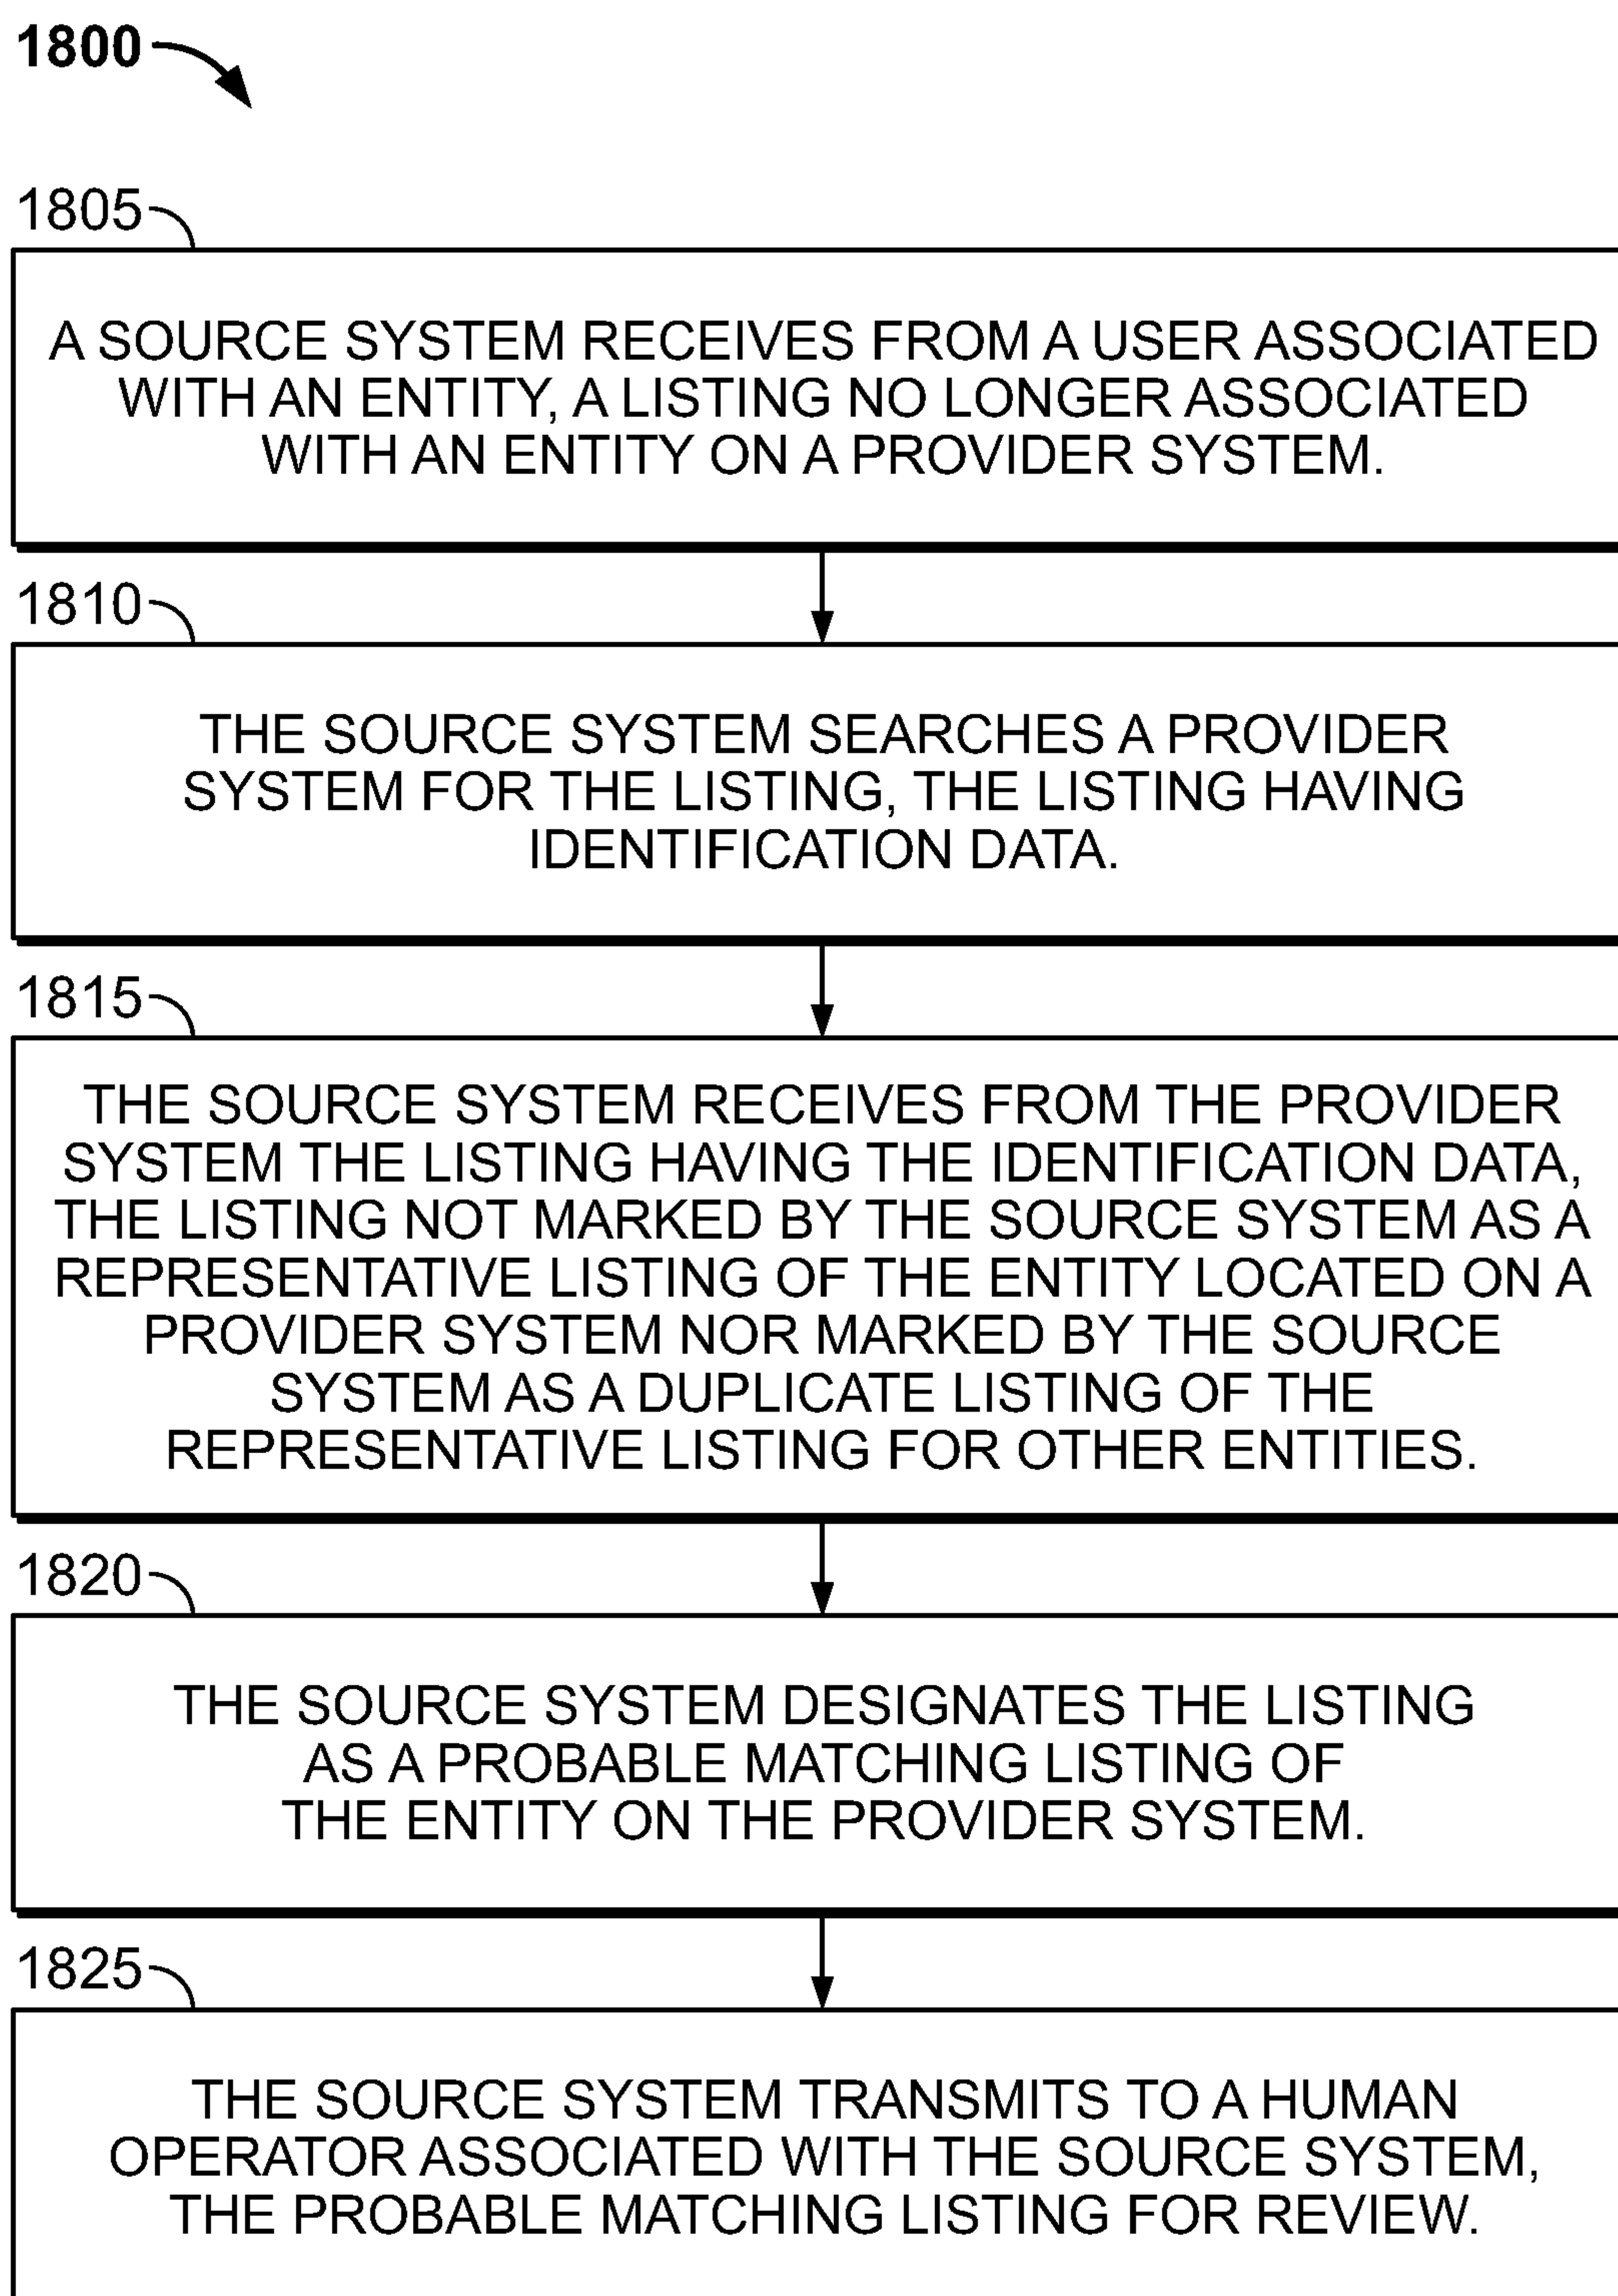 1800
1805
A SOURCE SYSTEM RECEIVES FROM A USER ASSOCIATED
WITH AN ENTITY, A LISTING NO LONGER ASSOCIATED
WITH AN ENTITY ON A PROVIDER SYSTEM.
1810
THE SOURCE SYSTEM SEARCHES A PROVIDER
SYSTEM FOR THE LISTING, THE LISTING HAVING
IDENTIFICATION DATA.
1815
THE SOURCE SYSTEM RECEIVES FROM THE PROVIDER
SYSTEM THE LISTING HAVING THE IDENTIFICATION DATA,
THE LISTING NOT MARKED BY THE SOURCE SYSTEM AS A
REPRESENTATIVE LISTING OF THE ENTITY LOCATED ON A
PROVIDER SYSTEM NOR MARKED BY THE SOURCE
SYSTEM AS A DUPLICATE LISTING OF THE
REPRESENTATIVE LISTING FOR OTHER ENTITIES.
1820
THE SOURCE SYSTEM DESIGNATES THE LISTING
AS A PROBABLE MATCHING LISTING OF
THE ENTITY ON THE PROVIDER SYSTEM.
1825
THE SOURCE SYSTEM TRANSMITS TO A HUMAN
OPERATOR ASSOCIATED WITH THE SOURCE SYSTEM,
THE PROBABLE MATCHING LISTING FOR REVIEW.